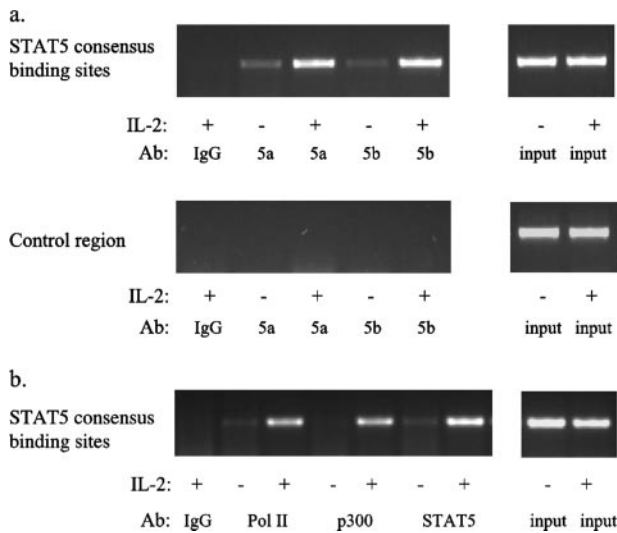 a.
STAT5 consensus
binding sites
IL-2: + - + - + - +
Ab: IgG 5a 5a 5b 5b input input
Control region
IL-2: + - + - + - +
Ab: IgG 5a 5a 5b 5b input input
b.
STAT5 consensus
binding sites
IL-2: + - + - + - + - +
Ab: IgG Pol II p300 STAT5 input input